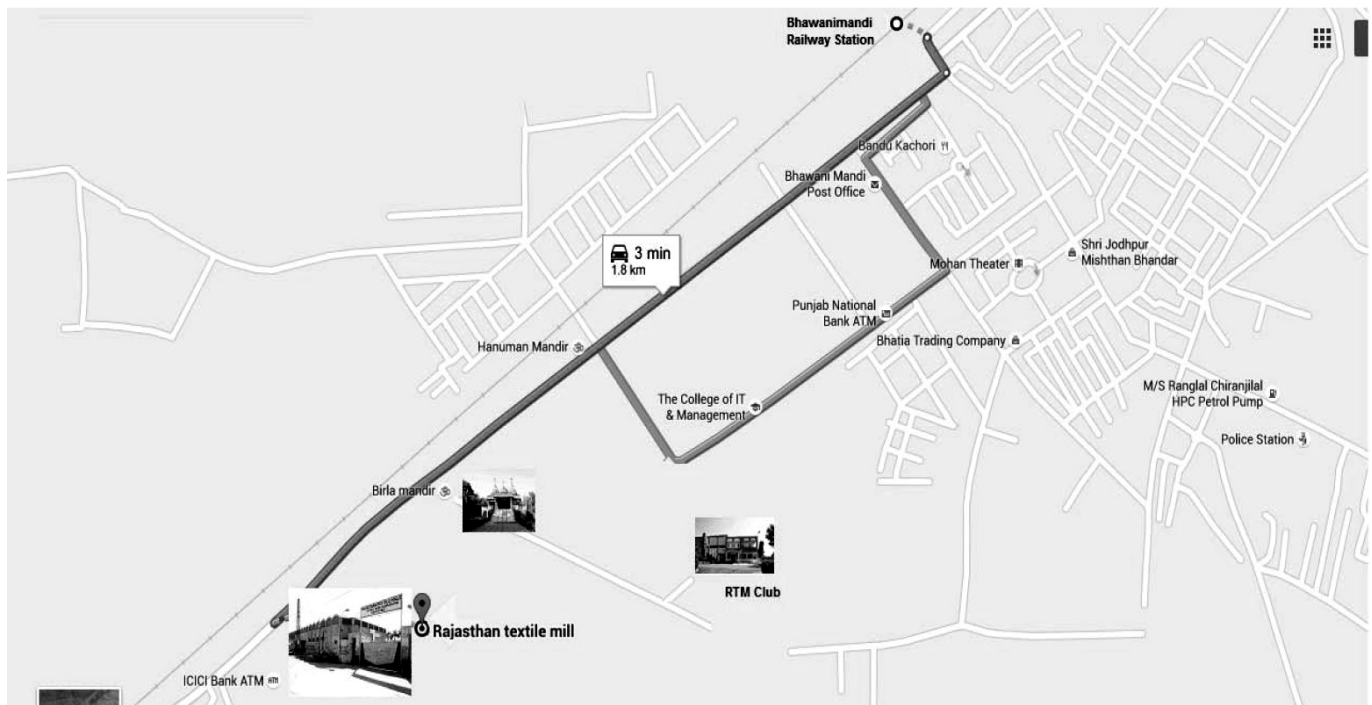 Bhawanimandi
Railway Station
Bandu Kachori
Bhawani Mandi
Post Office
Shri Jodhpur
Mishthan Bhandar
Mohan Theater
3 min
1.8 km
Punjab National
Bank ATM
Bhatia Trading Company
Hanuman Mandir
M/S Ranglal Chiranjilal
HPC Petrol Pump
The College of IT
& Management
Police Station
Birla mandir
RTM Club
Rajasthan textile mill
ICICI Bank ATM
ATM